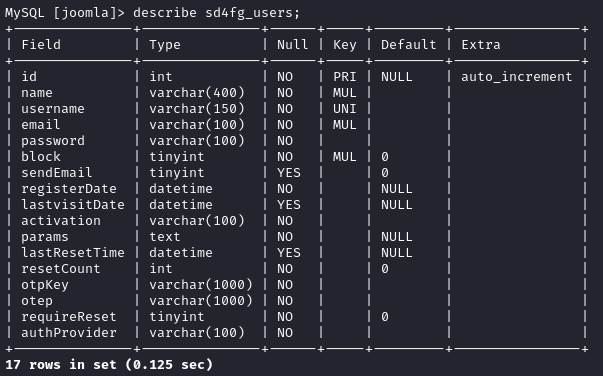 MySQL [joomla]> describe sd4fg_users;
+---------------+---------------+------+-----+---------+----------------+
| Field         | Type          | Null | Key | Default | Extra          |
+---------------+---------------+------+-----+---------+----------------+
| id            | int           | NO   | PRI | NULL    | auto_increment |
| name          | varchar(400)  | NO   | MUL |         |                |
| username      | varchar(150)  | NO   | UNI |         |                |
| email         | varchar(100)  | NO   | MUL |         |                |
| password      | varchar(100)  | NO   |     |         |                |
| block         | tinyint       | NO   | MUL | 0       |                |
| sendEmail     | tinyint       | YES  |     | 0       |                |
| registerDate  | datetime      | NO   |     | NULL    |                |
| lastvisitDate | datetime      | YES  |     | NULL    |                |
| activation    | varchar(100)  | NO   |     |         |                |
| params        | text          | NO   |     | NULL    |                |
| lastResetTime | datetime      | YES  |     | NULL    |                |
| resetCount    | int           | NO   |     | 0       |                |
| otpKey        | varchar(1000) | NO   |     |         |                |
| otep          | varchar(1000) | NO   |     |         |                |
| requireReset  | tinyint       | NO   |     | 0       |                |
| authProvider  | varchar(100)  | NO   |     |         |                |
+---------------+---------------+------+-----+---------+----------------+
17 rows in set (0.125 sec)